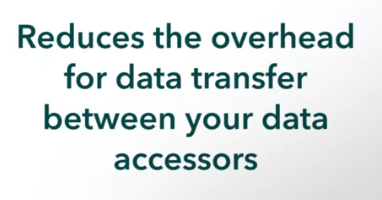 Reduces the overhead
for data transfer
between your data
accessors